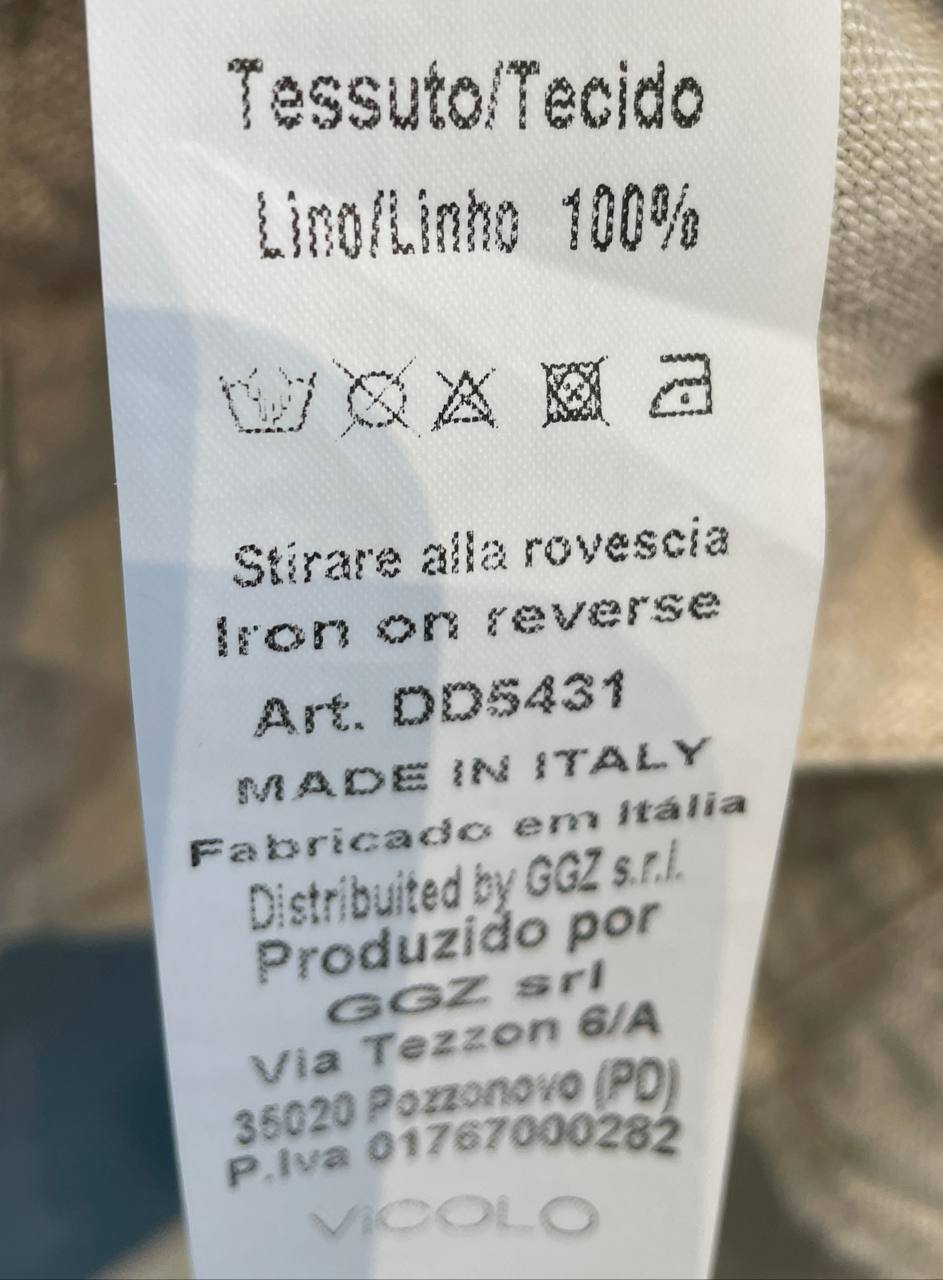 Tessuto/Tecido
Lino/Linho 100%
Stirare alla rovescia
Iron on reverse
Art. DD5431
MADE IN ITALY
Fabricado em Itália
Distribuited by GGZ s.r.l.
Produzido por
GGZ srl
Via Tezzon 6/A
35020 Pozzonovo (PD)
P.Iva 01767000282
ViCOLO